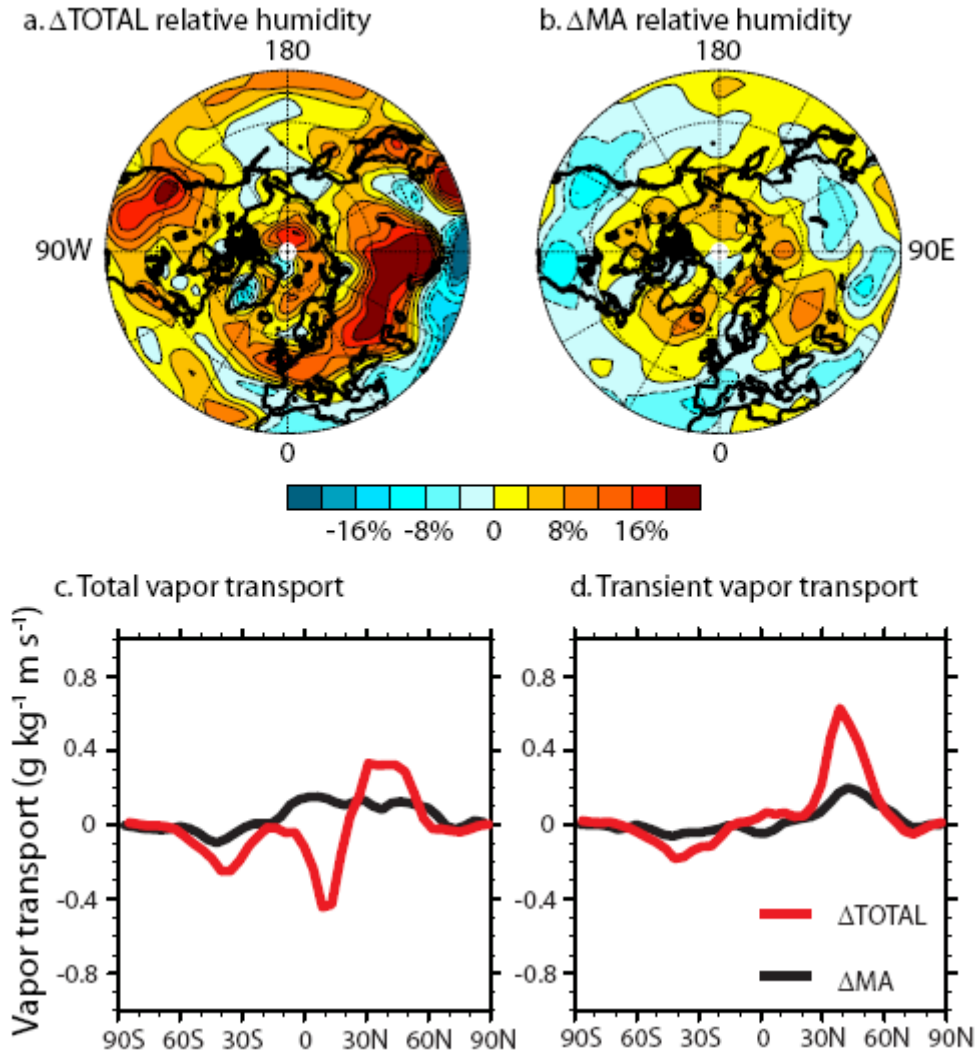 a. ΔTOTAL relative humidity
b. ΔMA relative humidity
180
180
90W
90E
0
0
-16% -8% 0 8% 16%
c. Total vapor transport
d. Transient vapor transport
Vapor transport (g kg⁻¹ m s⁻¹)
0.8
0.4
0
-0.4
-0.8
90S 60S 30S 0 30N 60N 90N
0.8
0.4
0
-0.4
-0.8
ΔTOTAL
ΔMA
90S 60S 30S 0 30N 60N 90N